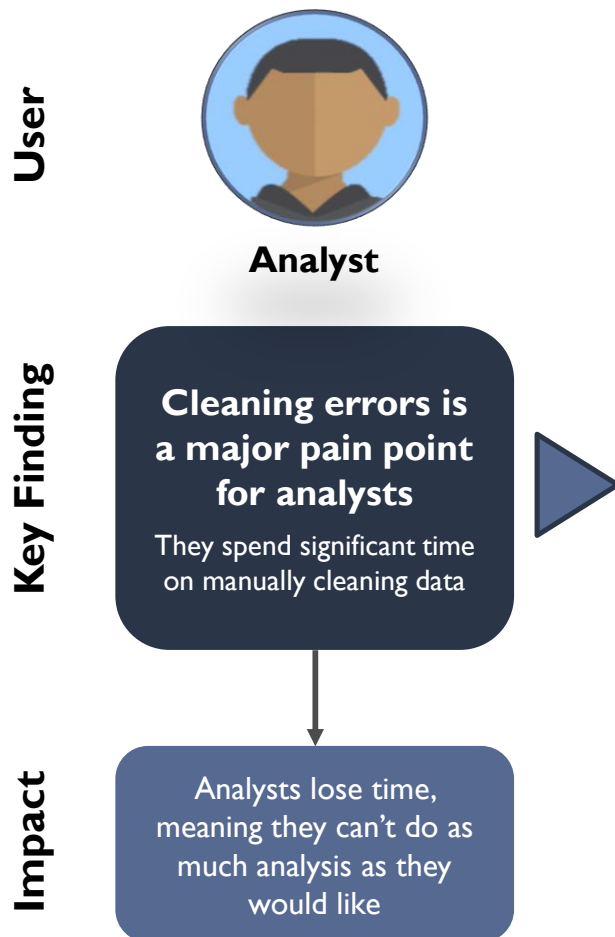 User
Analyst
Key Finding
Cleaning errors is
a major pain point
for analysts
They spend significant time
on manually cleaning data
Impact
Analysts lose time,
meaning they can’t do as
much analysis as they
would like